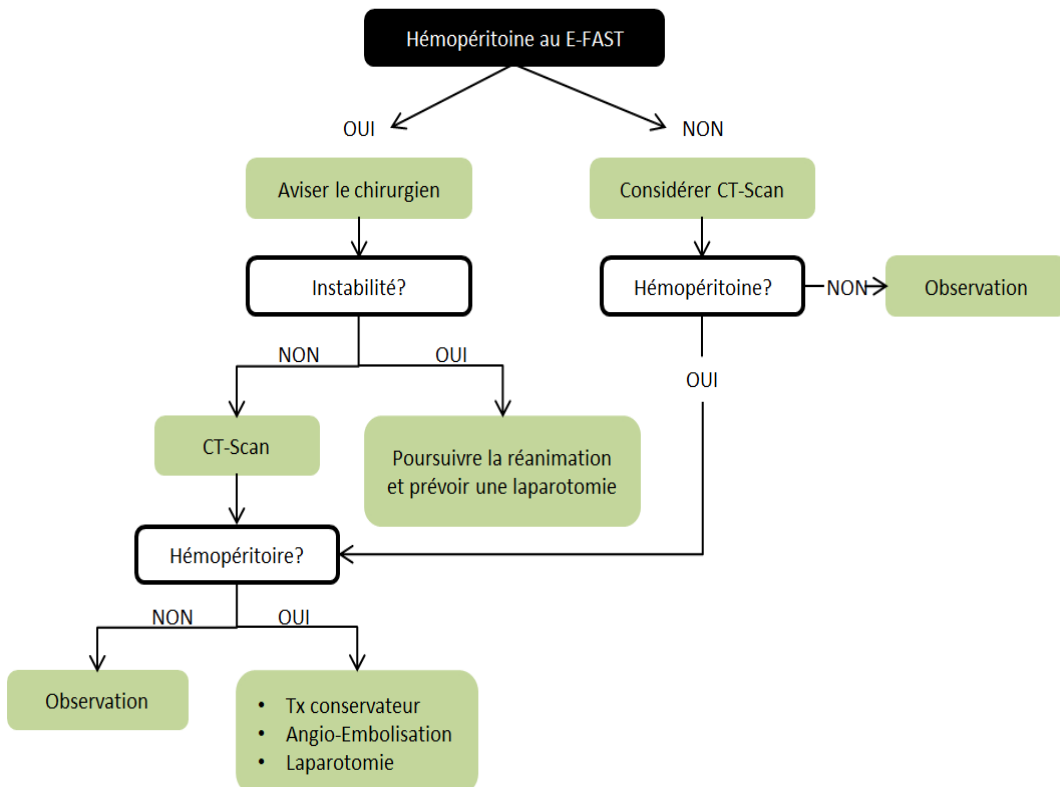 Hémopéritoine au E-FAST
OUI
NON
Aviser le chirurgien
Considérer CT-Scan
Instabilité?
Hémopéritoine?
NON
Observation
NON
OUI
OUI
CT-Scan
Poursuivre la réanimation
et prévoir une laparotomie
Hémopéritoire?
NON
OUI
Observation
• Tx conservateur
• Angio-Embolisation
• Laparotomie